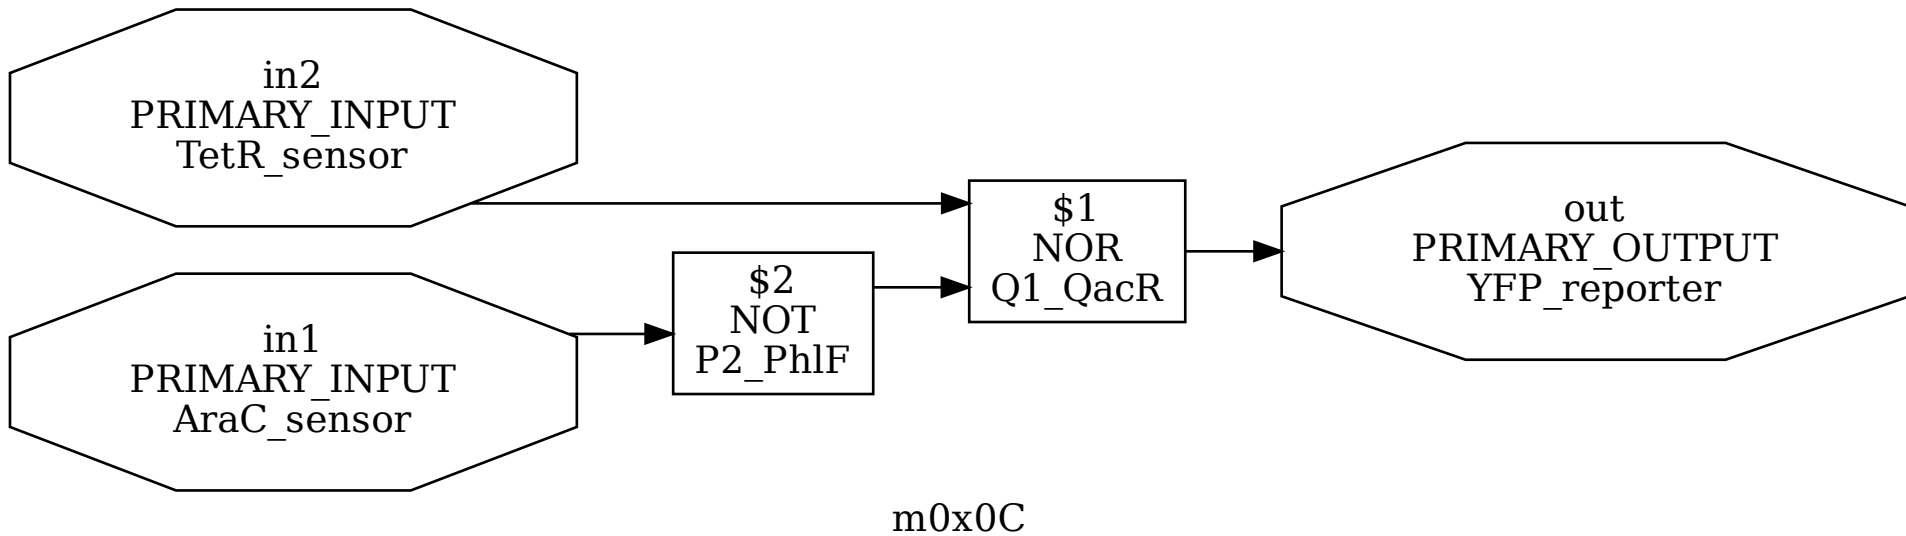 in2
PRIMARY_INPUT
TetR_sensor
in1
PRIMARY_INPUT
AraC_sensor
$2
NOT
P2_PhlF
$1
NOR
Q1_QacR
out
PRIMARY_OUTPUT
YFP_reporter
m0x0C